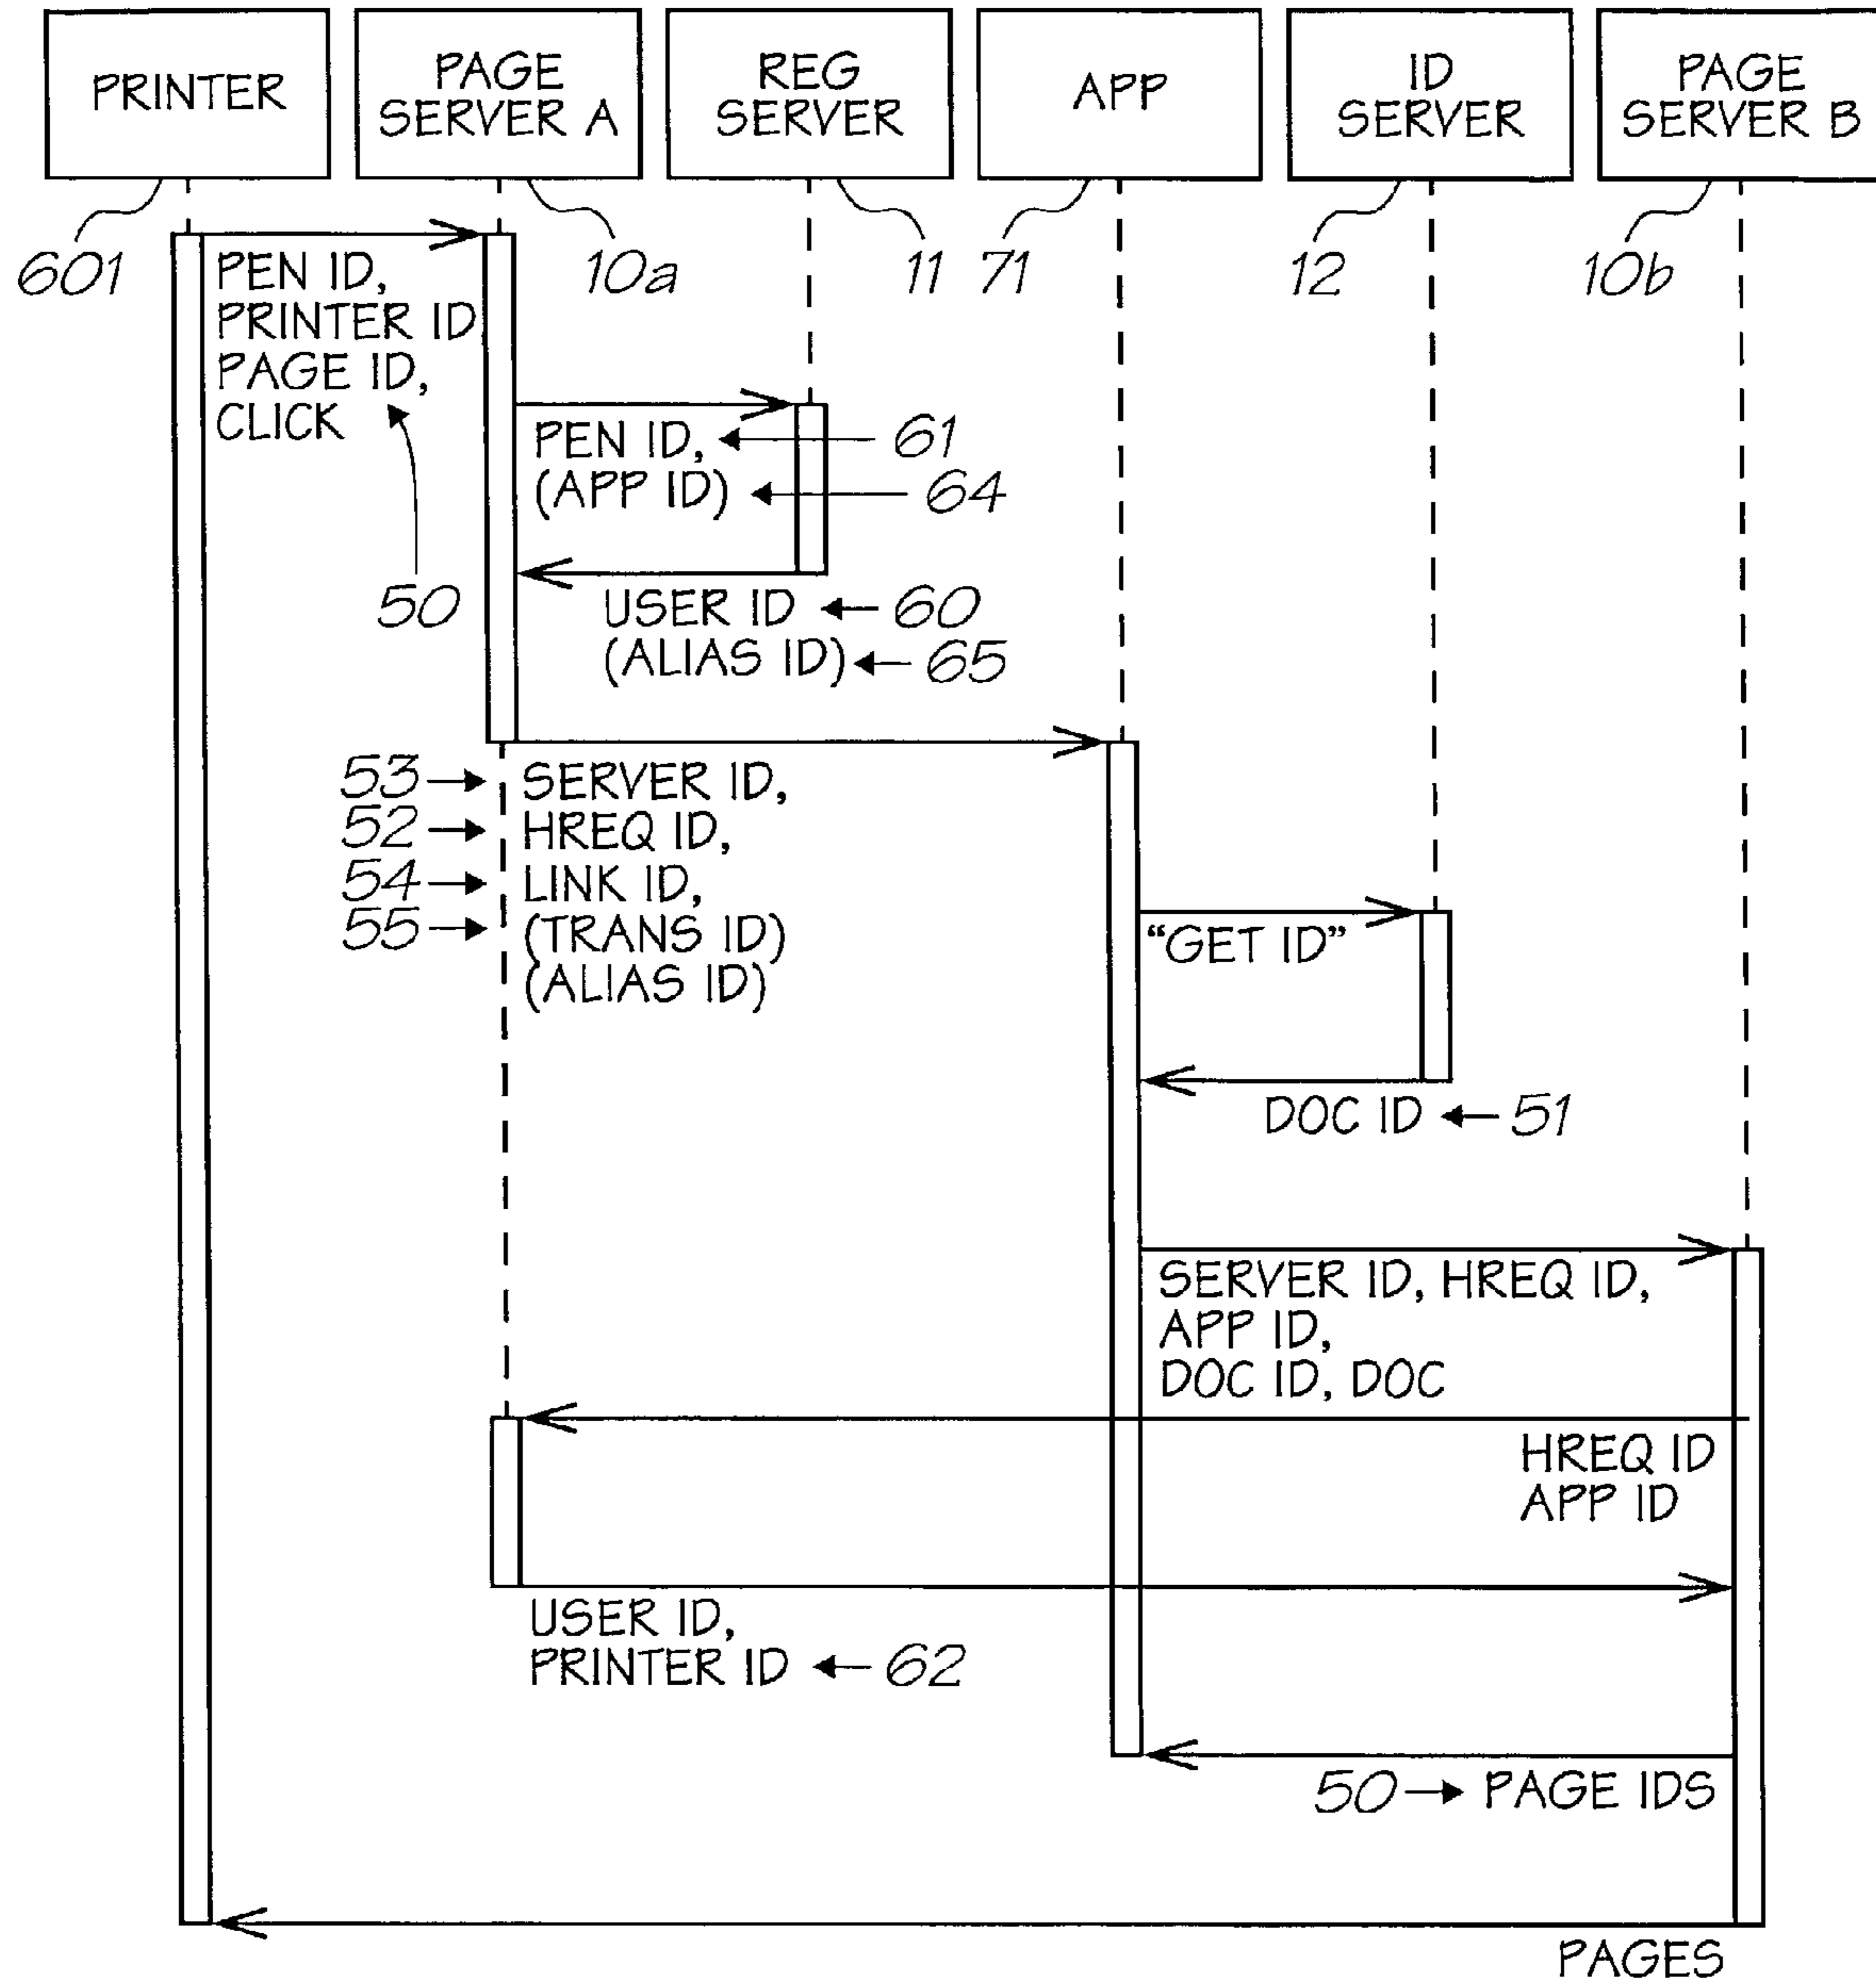 PRINTER
PAGE
SERVER A
REG
SERVER
APP
ID
SERVER
PAGE
SERVER B
601
10a
11
71
12
10b
PEN ID,
PRINTER ID
PAGE ID,
CLICK
50
PEN ID, 61
(APP ID) 64
USER ID 60
(ALIAS ID) 65
53 SERVER ID,
52 HREQ ID,
54 LINK ID,
55 (TRANS ID)
(ALIAS ID)
“GET ID”
DOC ID 51
SERVER ID, HREQ ID,
APP ID,
DOC ID, DOC
HREQ ID
APP ID
USER ID,
PRINTER ID 62
50 PAGE IDS
PAGES